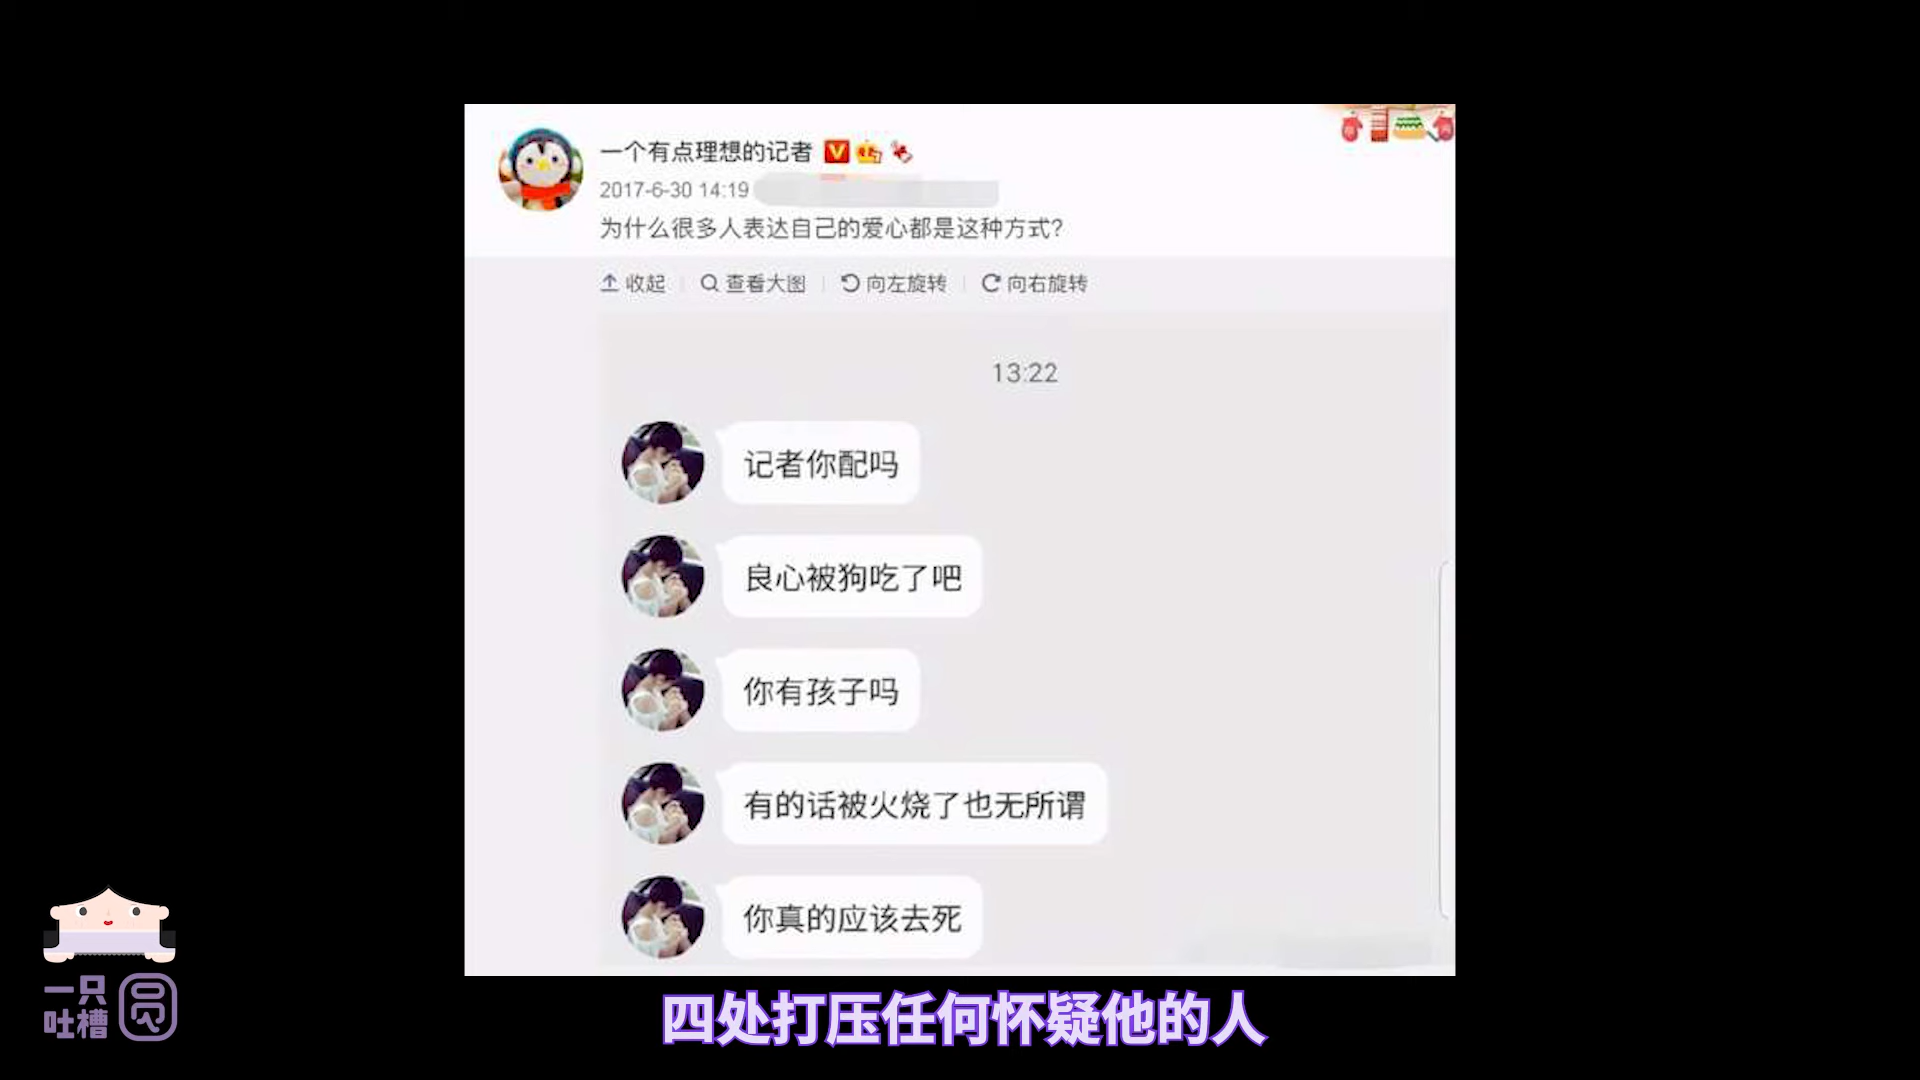 一个有点理想的记者
2017-6-30 14:19
为什么很多人表达自己的爱心都是这种方式?
收起 查看大图 向左旋转 向右旋转
13:22
记者你配吗
良心被狗吃了吧
你有孩子吗
有的话被火烧了也无所谓
你真的应该去死
一只
吐槽
圆
四处打压任何怀疑他的人